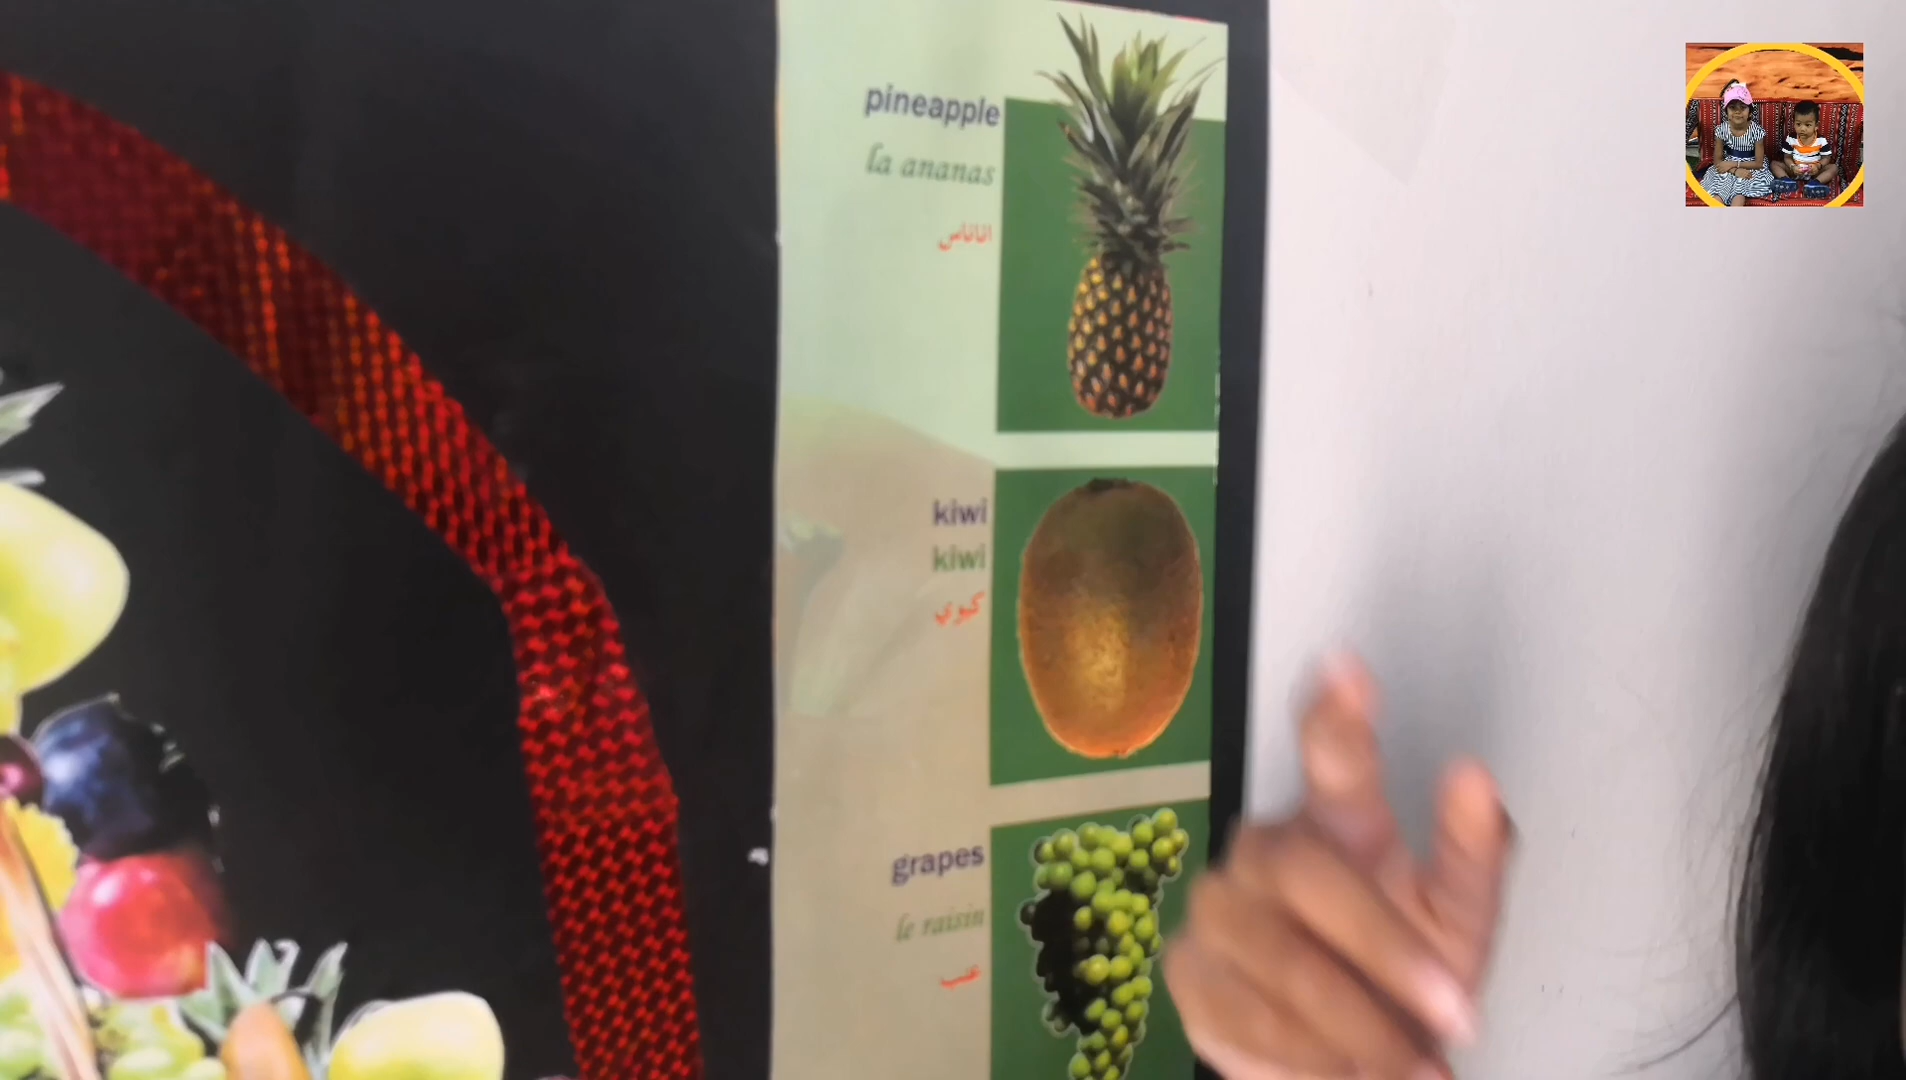 pineapple
la ananas
اناناس
kiwi
kiwi
كيوي
grapes
le raisin
عنب